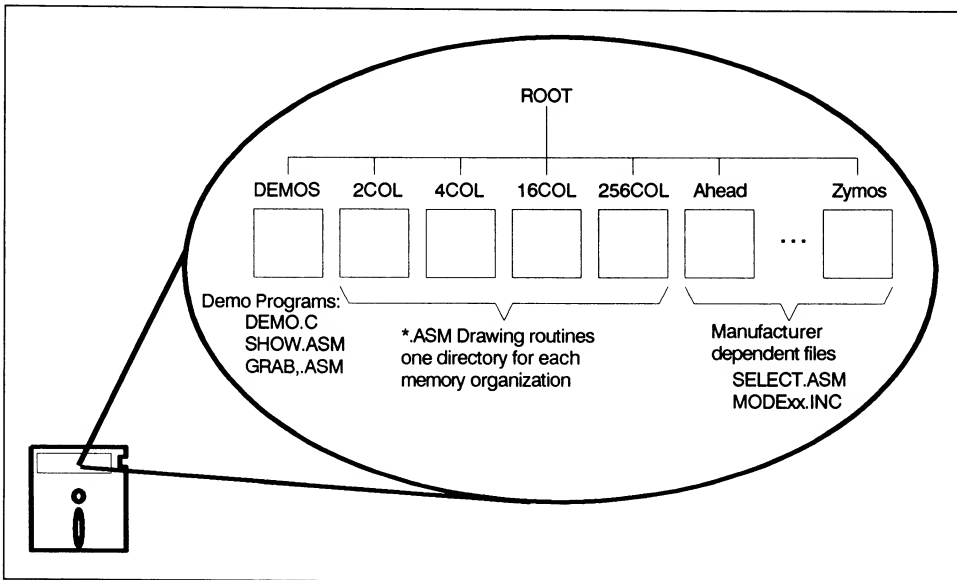 ROOT
DEMOS 2COL 4COL 16COL 256COL Ahead Zymos
...
Demo Programs:
DEMO.C
SHOW.ASM
GRAB,.ASM
*.ASM Drawing routines
one directory for each
memory organization
Manufacturer
dependent files
SELECT.ASM
MODExx.INC